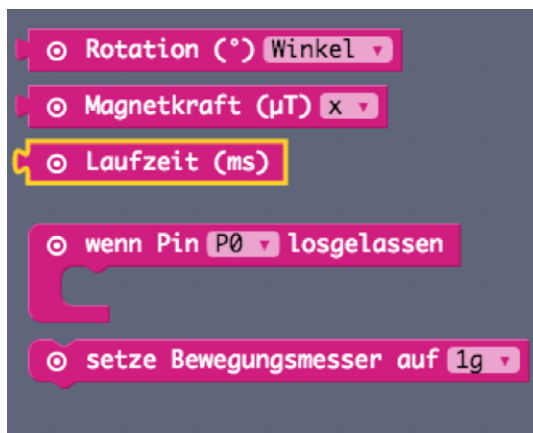 Rotation (°) Winkel
Magnetkraft (µT) x
Laufzeit (ms)
wenn Pin P0 losgelassen
setze Bewegungsmesser auf 1g